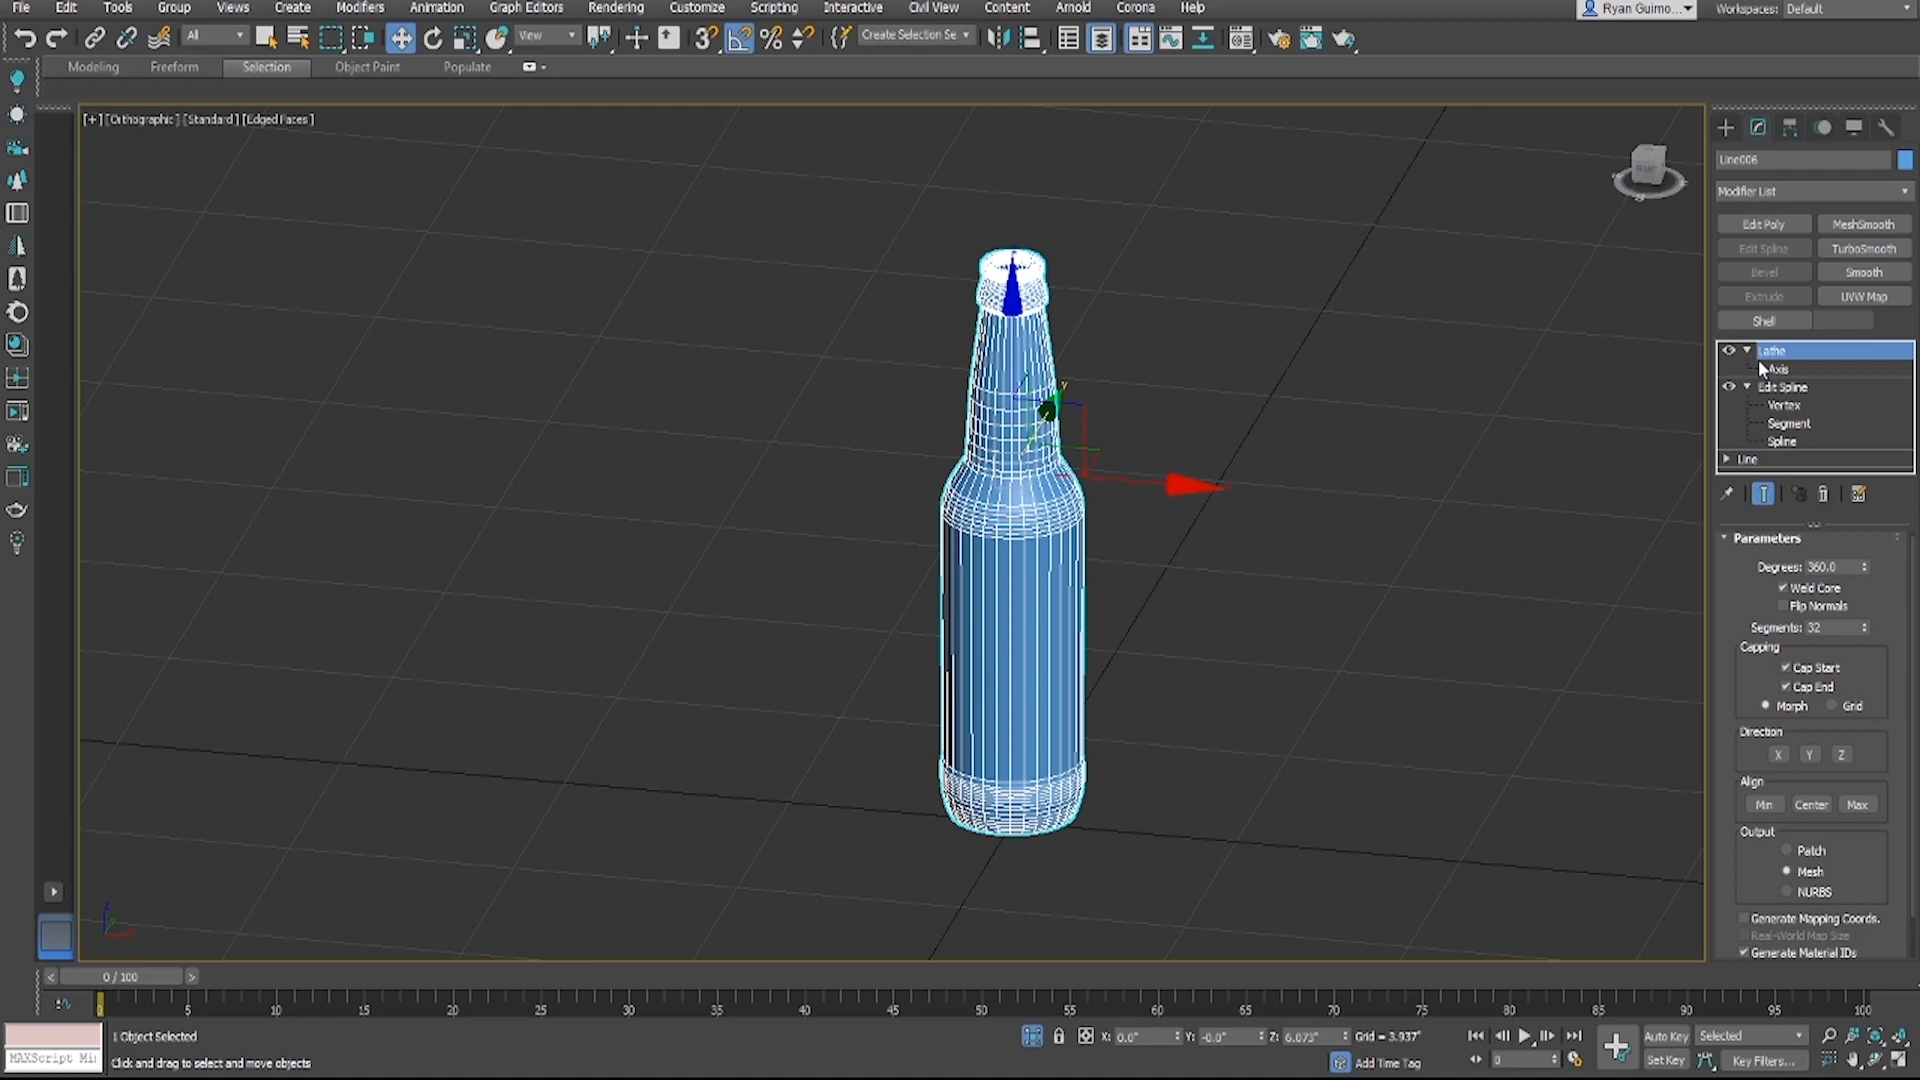 File Edit Tools Group Views Create Modifiers Animation Graph Editors Rendering Customize Scripting Interactive Civil View Content Arnold Corona Help
Ryan Guimo... Workspaces: Default
All View Create Selection Se
Modeling Freeform Selection Object Paint Populate
[+] [Orthographic] [Standard] [Edged Faces]
Line006
Modifier List
Edit Poly MeshSmooth
Edit Spline TurboSmooth
Bevel Smooth
Extrude UVW Map
Shell
Lathe
Axis
Edit Spline
Vertex
Segment
Spline
Line
Parameters
Degrees: 360.0
Weld Core
Flip Normals
Segments: 32
Capping
Cap Start
Cap End
Morph Grid
Direction
X Y Z
Align
Min Center Max
Output
Patch
Mesh
NURBS
Generate Mapping Coords.
Real-World Map Size
Generate Material IDs
< 0 / 100 >
0 5 10 15 20 25 30 35 40 45 50 55 60 65 70 75 80 85 90 95 100
1 Object Selected
X: 0.0" Y: -0.0" Z: 6.073" Grid = 3.937"
Auto Key Selected
MAXScript Mi
Click and drag to select and move objects
Add Time Tag
0
Set Key Key Filters...